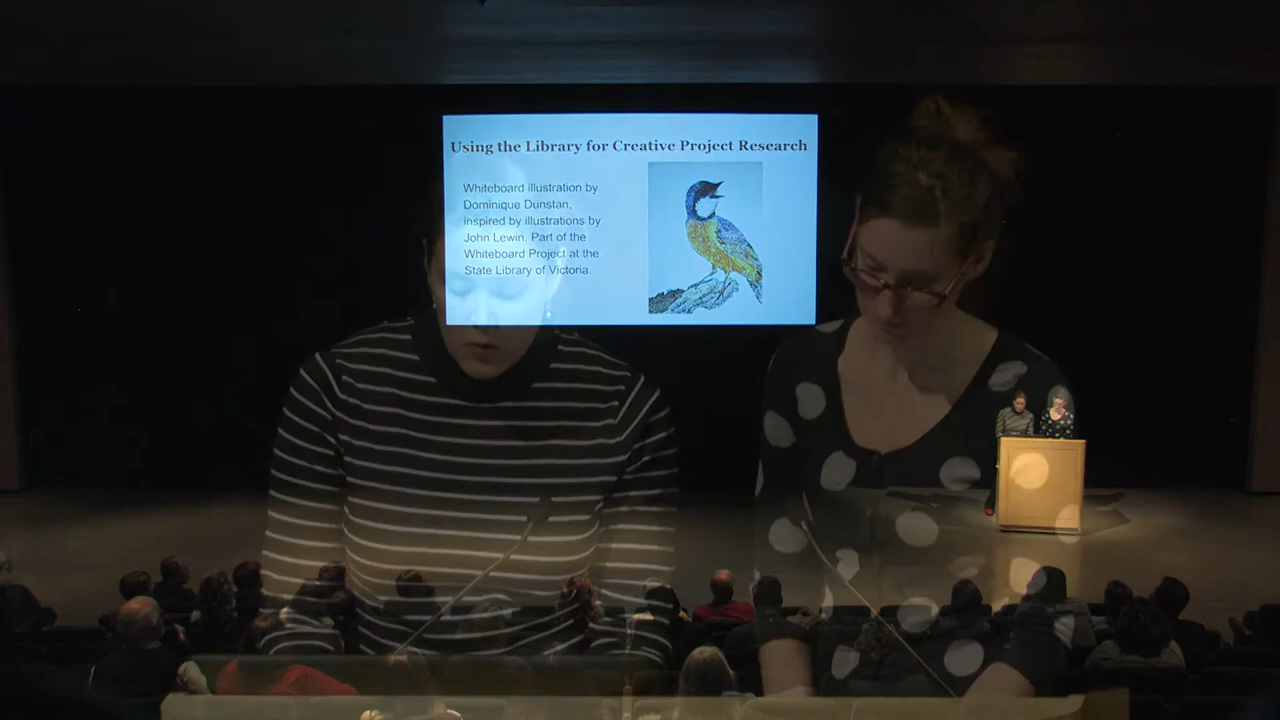 Using the Library for Creative Project Research
Whiteboard illustration by
Dominique Dunstan,
inspired by illustrations by
John Lewin. Part of the
Whiteboard Project at the
State Library of Victoria.